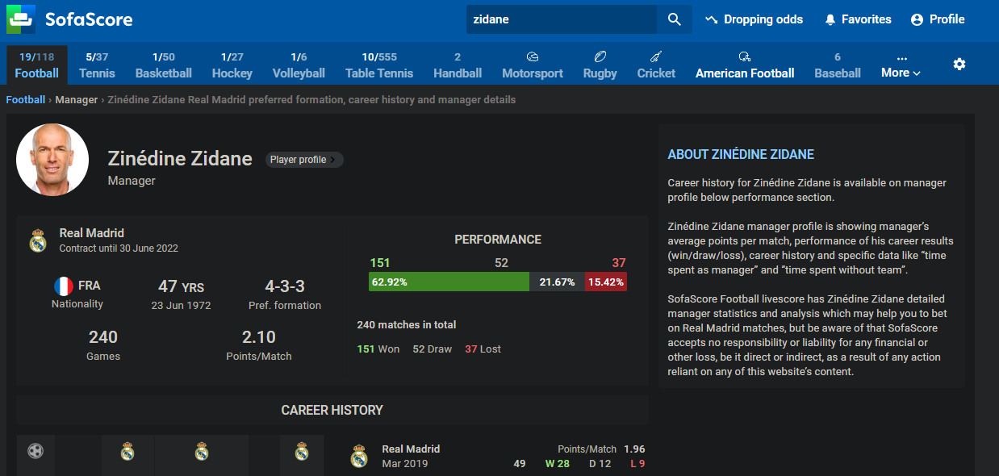 SofaScore
zidane
Dropping odds
Favorites
Profile
19/118
Football
5/37
Tennis
1/50
Basketball
1/27
Hockey
1/6
Volleyball
10/555
Table Tennis
2
Handball
Motorsport
Rugby
Cricket
American Football
6
Baseball
...
More
Football › Manager › Zinédine Zidane Real Madrid preferred formation, career history and manager details
Zinédine Zidane
Player profile >
Manager
Real Madrid
Contract until 30 June 2022
FRA
Nationality
47 YRS
23 Jun 1972
4-3-3
Pref. formation
240
Games
2.10
Points/Match
PERFORMANCE
151 52 37
62.92% 21.67% 15.42%
240 matches in total
151 Won 52 Draw 37 Lost
ABOUT ZINÉDINE ZIDANE
Career history for Zinédine Zidane is available on manager
profile below performance section.
Zinédine Zidane manager profile is showing manager’s
average points per match, performance of his career results
(win/draw/loss), career history and specific data like “time
spent as manager” and “time spent without team”.
SofaScore Football livescore has Zinédine Zidane detailed
manager statistics and analysis which may help you to bet
on Real Madrid matches, but be aware of that SofaScore
accepts no responsibility or liability for any financial or
other loss, be it direct or indirect, as a result of any action
reliant on any of this website’s content.
CAREER HISTORY
Real Madrid Points/Match 1.96
Mar 2019 49 W 28 D 12 L 9